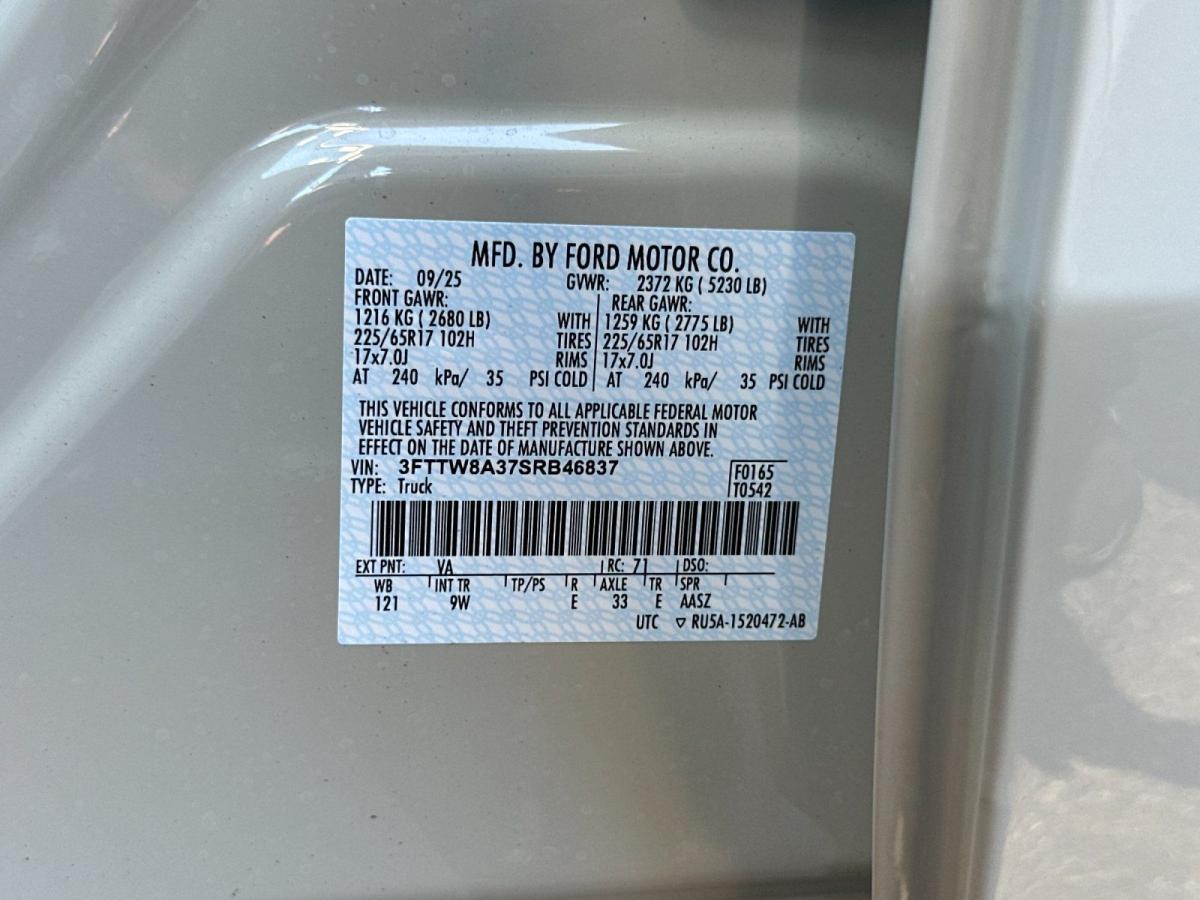 MFD. BY FORD MOTOR CO.
DATE: 09/25 GVWR: 2372 KG ( 5230 LB)
FRONT GAWR: REAR GAWR:
1216 KG ( 2680 LB) WITH 1259 KG ( 2775 LB) WITH
225/65R17 102H TIRES 225/65R17 102H TIRES
17x7.0J RIMS 17x7.0J RIMS
AT 240 kPa/ 35 PSI COLD AT 240 kPa/ 35 PSI COLD
THIS VEHICLE CONFORMS TO ALL APPLICABLE FEDERAL MOTOR
VEHICLE SAFETY AND THEFT PREVENTION STANDARDS IN
EFFECT ON THE DATE OF MANUFACTURE SHOWN ABOVE.
VIN: 3FTTW8A37SRB46837 F0165
TYPE: Truck T0542
EXT PNT: VA RC: 71 DSO:
WB INT TR TP/PS R AXLE TR SPR
121 9W E 33 E AASZ
UTC ▽ RU5A-1520472-AB